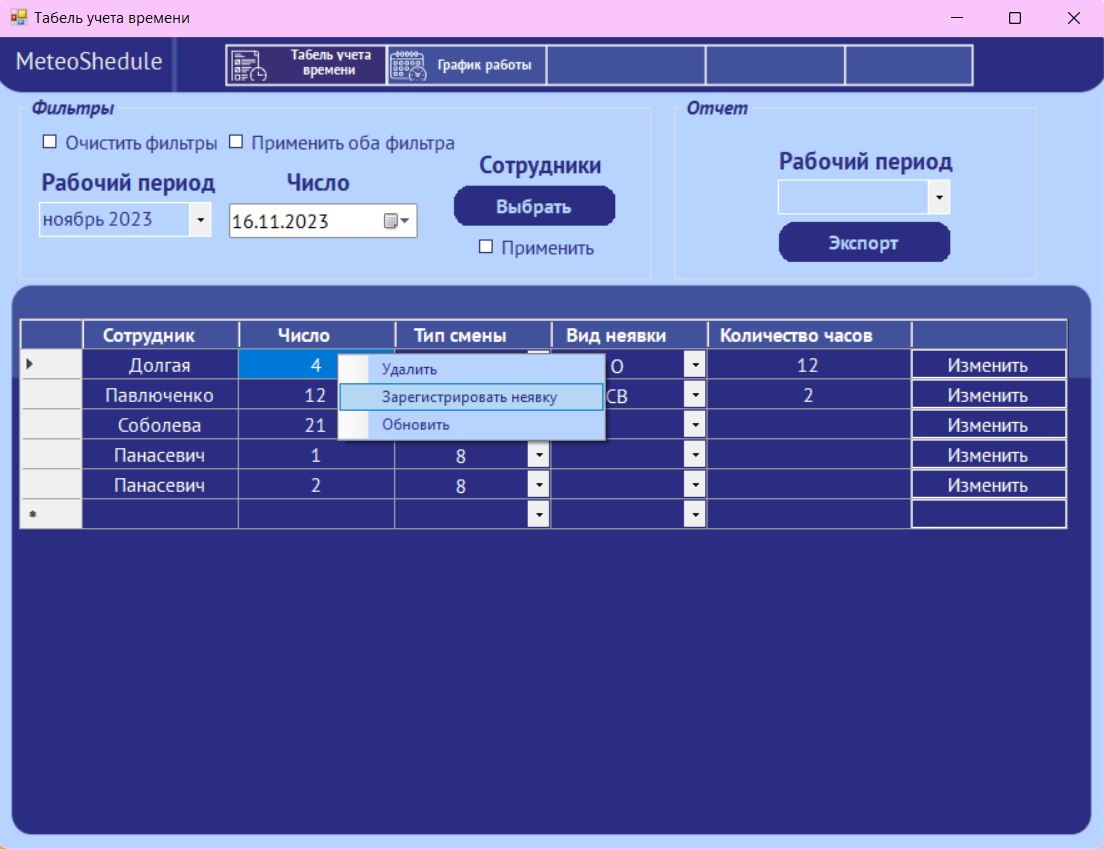 Табель учета времени
MeteoShedule
Табель учета
времени
График работы
Фильтры
Очистить фильтры
Применить оба фильтра
Рабочий период
Число
Сотрудники
ноябрь 2023
16.11.2023
Выбрать
Применить
Отчет
Рабочий период
Экспорт
Сотрудник Число Тип смены Вид неявки Количество часов
Долгая 4 О 12 Изменить
Павлюченко 12 СВ 2 Изменить
Соболева 21 Изменить
Панасевич 1 8 Изменить
Панасевич 2 8 Изменить
*
Удалить
Зарегистрировать неявку
Обновить